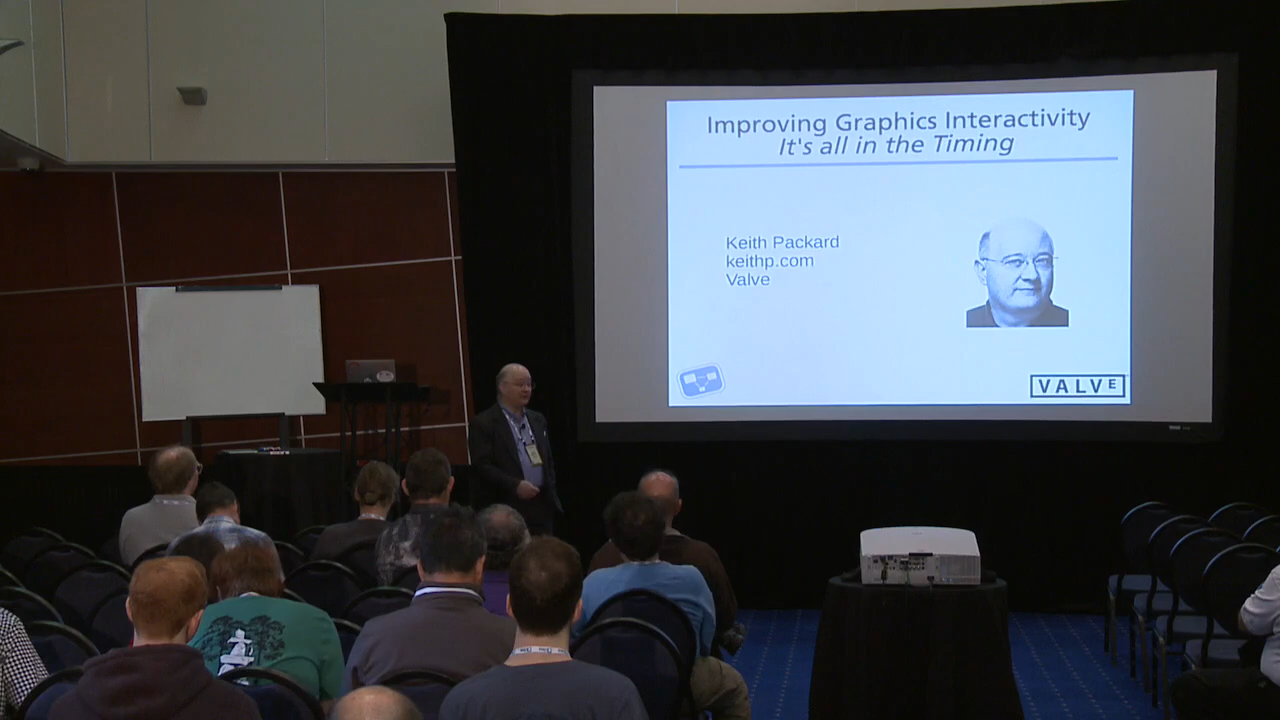 Improving Graphics Interactivity
It's all in the Timing
Keith Packard
keithp.com
Valve
VALVE